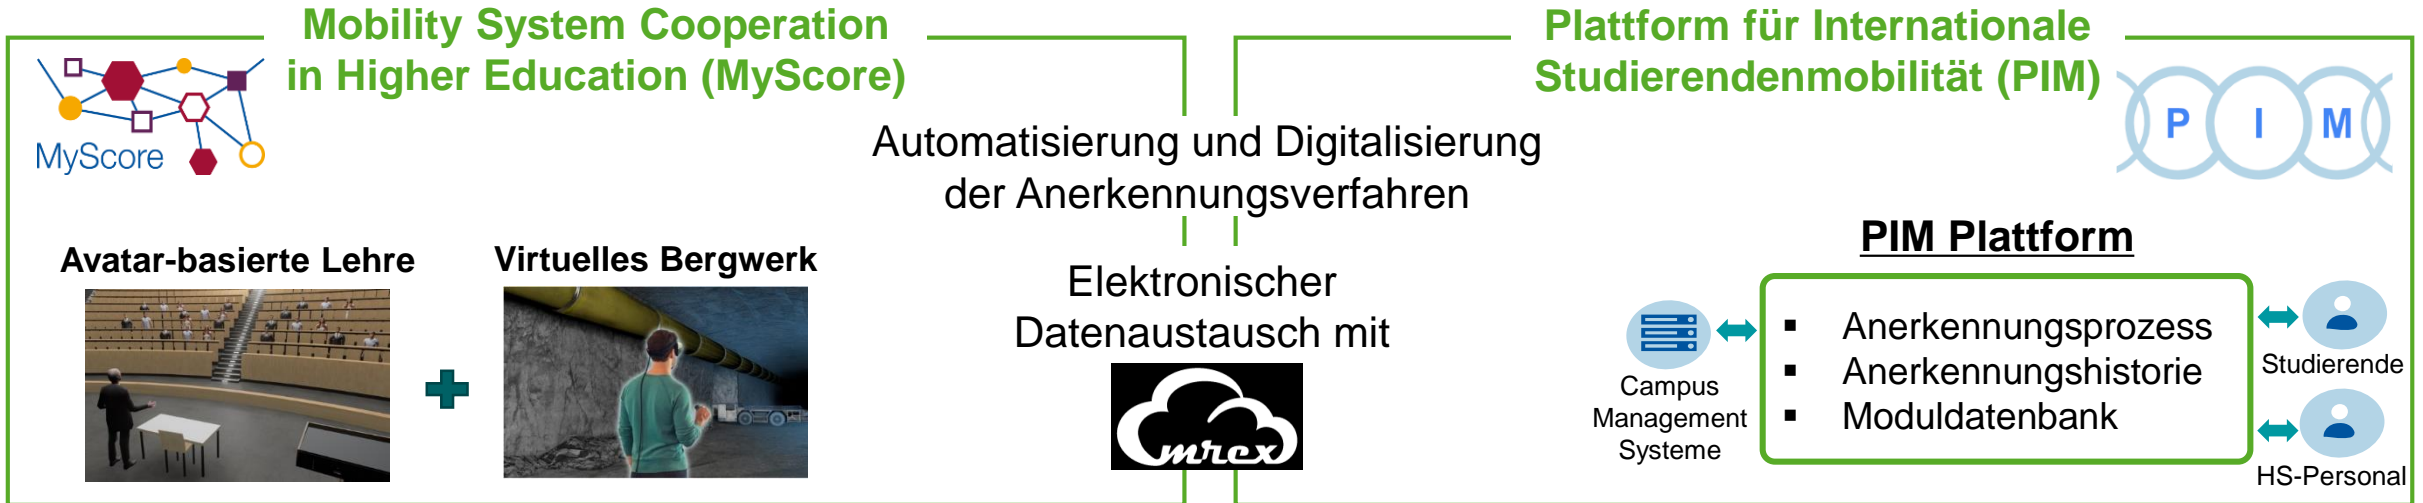 Mobility System Cooperation
in Higher Education (MyScore)
MyScore
Avatar-basierte Lehre
Virtuelles Bergwerk
Automatisierung und Digitalisierung
der Anerkennungsverfahren
Elektronischer
Datenaustausch mit
mrex
Plattform für Internationale
Studierendenmobilität (PIM)
P I M
PIM Plattform
Campus
Management
Systeme
▪ Anerkennungsprozess
▪ Anerkennungshistorie
▪ Moduldatenbank
Studierende
HS-Personal